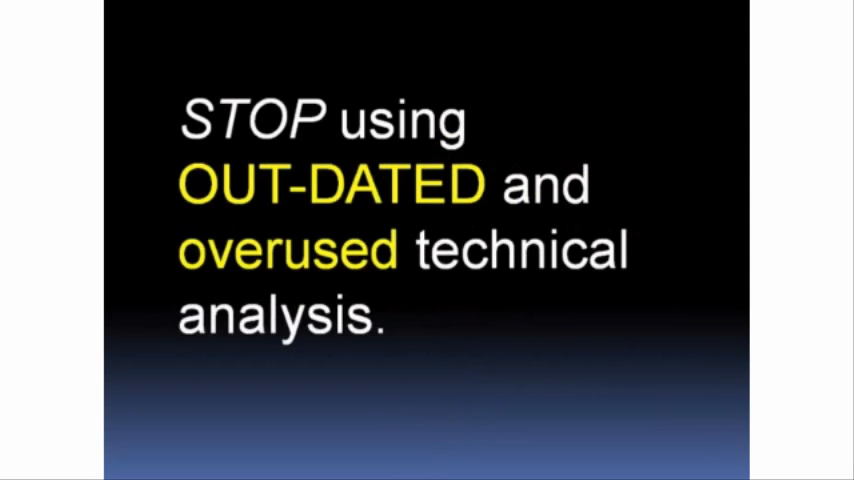 STOP using
OUT-DATED and
overused technical
analysis.